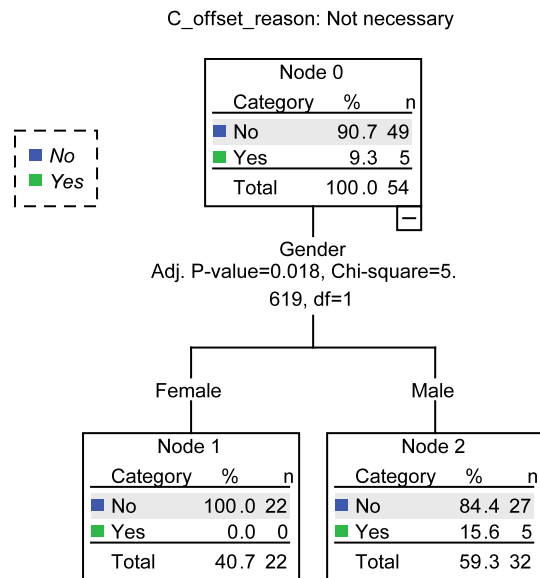 C_offset_reason: Not necessary
Node 0
Category % n
No 90.7 49
Yes 9.3 5
Total 100.0 54
No
Yes
Gender
Adj. P-value=0.018, Chi-square=5.
619, df=1
Female
Male
Node 1
Category % n
No 100.0 22
Yes 0.0 0
Total 40.7 22
Node 2
Category % n
No 84.4 27
Yes 15.6 5
Total 59.3 32